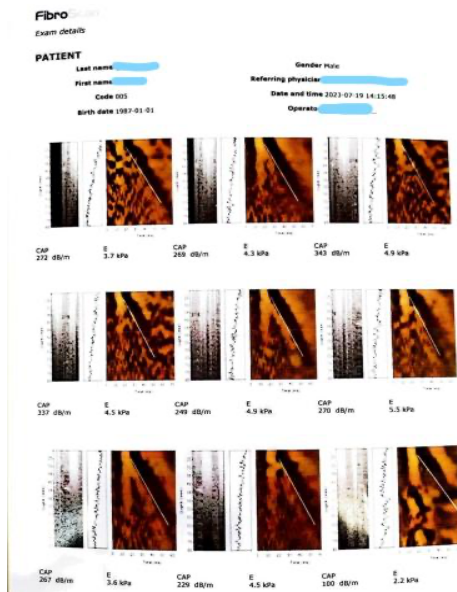 FibroScan
Exam details
PATIENT
Last name
Gender Male
First name
Referring physician
Code 005
Date and time 2023-07-19 14:15:48
Birth date 1987-01-01
Operato
CAP E CAP E CAP E
272 dB/m 3.7 kPa 269 dB/m 4.3 kPa 343 dB/m 4.9 kPa
CAP E CAP E CAP E
337 dB/m 4.5 kPa 249 dB/m 4.9 kPa 270 dB/m 5.5 kPa
CAP E CAP E CAP E
267 dB/m 3.6 kPa 229 dB/m 4.5 kPa 100 dB/m 2.2 kPa